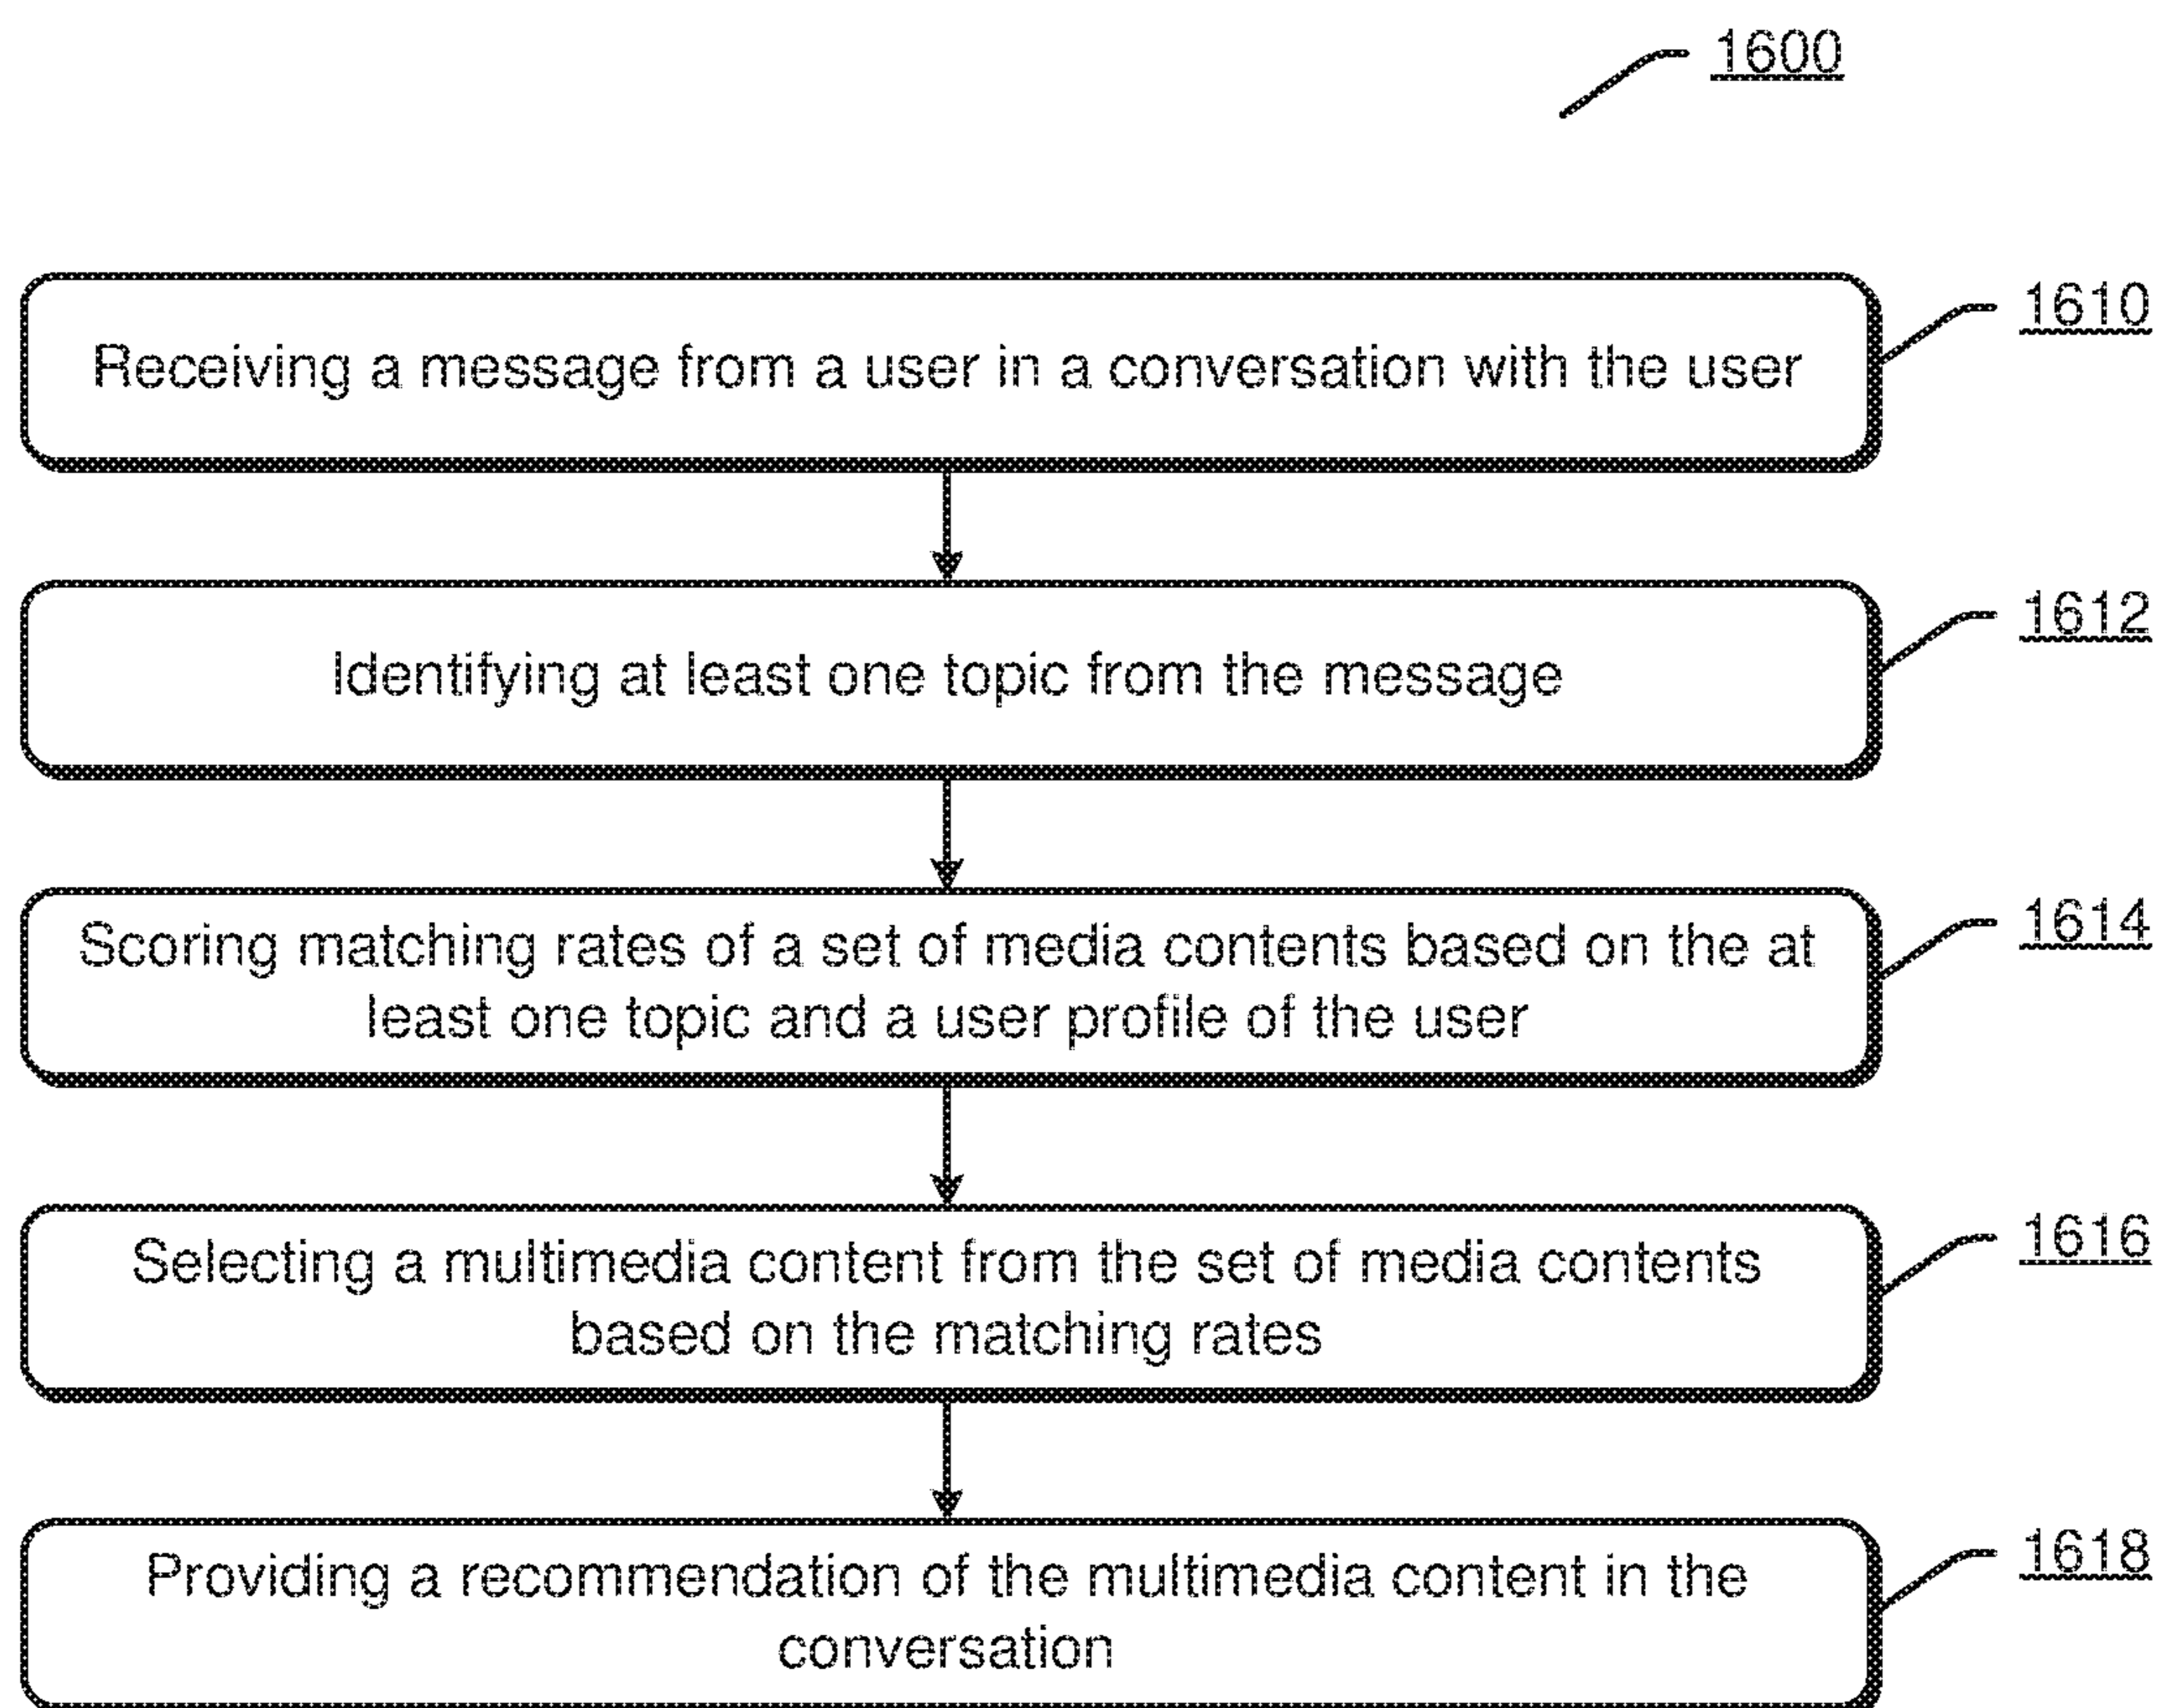 1600
Receiving a message from a user in a conversation with the user
1610
Identifying at least one topic from the message
1612
Scoring matching rates of a set of media contents based on the at
least one topic and a user profile of the user
1614
Selecting a multimedia content from the set of media contents
based on the matching rates
1616
Providing a recommendation of the multimedia content in the
conversation
1618